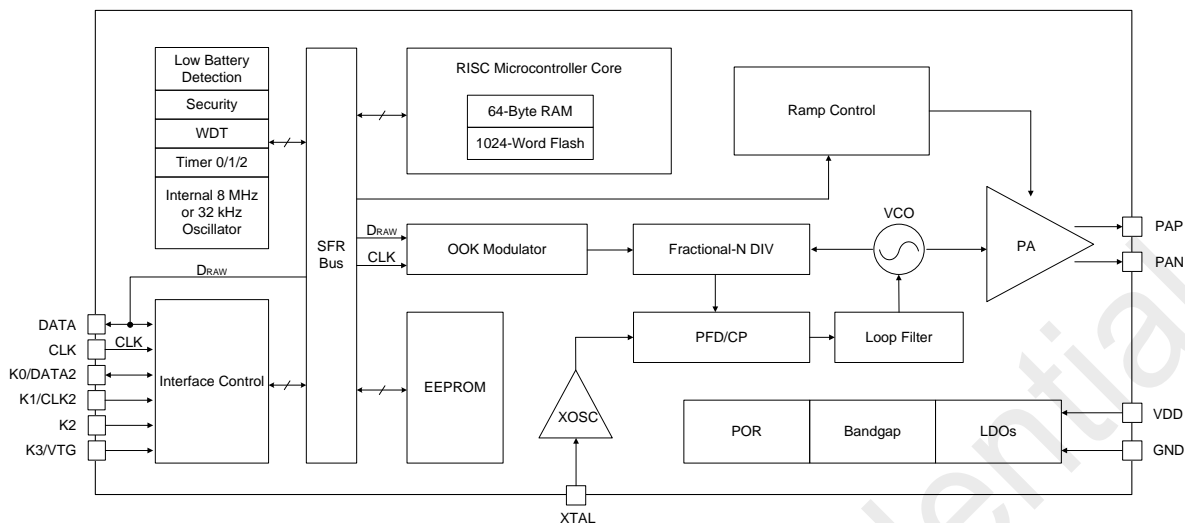 Low Battery
Detection
Security
WDT
Timer 0/1/2
Internal 8 MHz
or 32 kHz
Oscillator
SFR
Bus
RISC Microcontroller Core
64-Byte RAM
1024-Word Flash
Ramp Control
DRAW
CLK
OOK Modulator
Fractional-N DIV
VCO
PA
PAP
PAN
DRAW
DATA
CLK
CLK
K0/DATA2
K1/CLK2
K2
K3/VTG
Interface Control
EEPROM
PFD/CP
Loop Filter
XOSC
XTAL
POR
Bandgap
LDOs
VDD
GND
dential